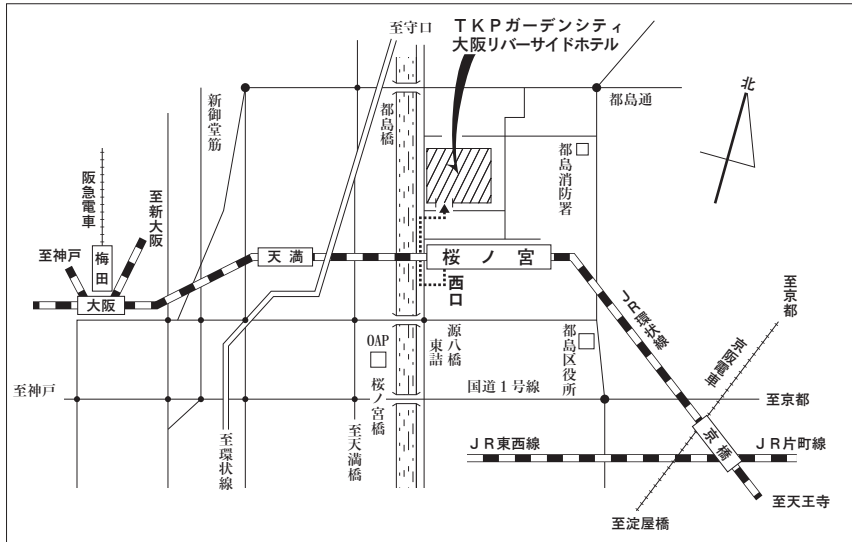 至守口
TKPガーデンシティ
大阪リバーサイドホテル
新御堂筋
都島橋
都島通
北
都島消防署
阪急電車
至新大阪
至神戸
梅田
大阪
天満
桜ノ宮
西口
JR環状線
至京都
京阪電車
OAP
源八橋
東詰
都島区役所
桜ノ宮橋
国道1号線
至神戸
至京都
至環状線
至天満橋
JR東西線
京橋
JR片町線
至天王寺
至淀屋橋